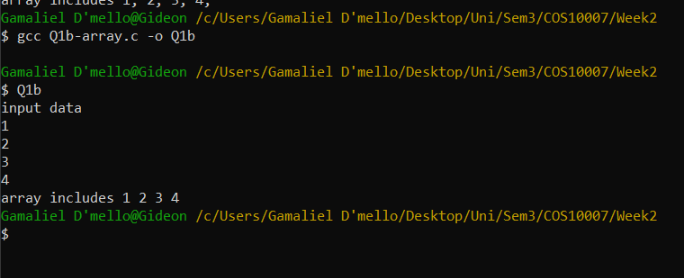 array includes 1, 2, 3, 4,
Gamaliel D'mello@Gideon /c/Users/Gamaliel D'mello/Desktop/Uni/Sem3/COS10007/Week2
$ gcc Q1b-array.c -o Q1b
Gamaliel D'mello@Gideon /c/Users/Gamaliel D'mello/Desktop/Uni/Sem3/COS10007/Week2
$ Q1b
input data
1
2
3
4
array includes 1 2 3 4
Gamaliel D'mello@Gideon /c/Users/Gamaliel D'mello/Desktop/Uni/Sem3/COS10007/Week2
$